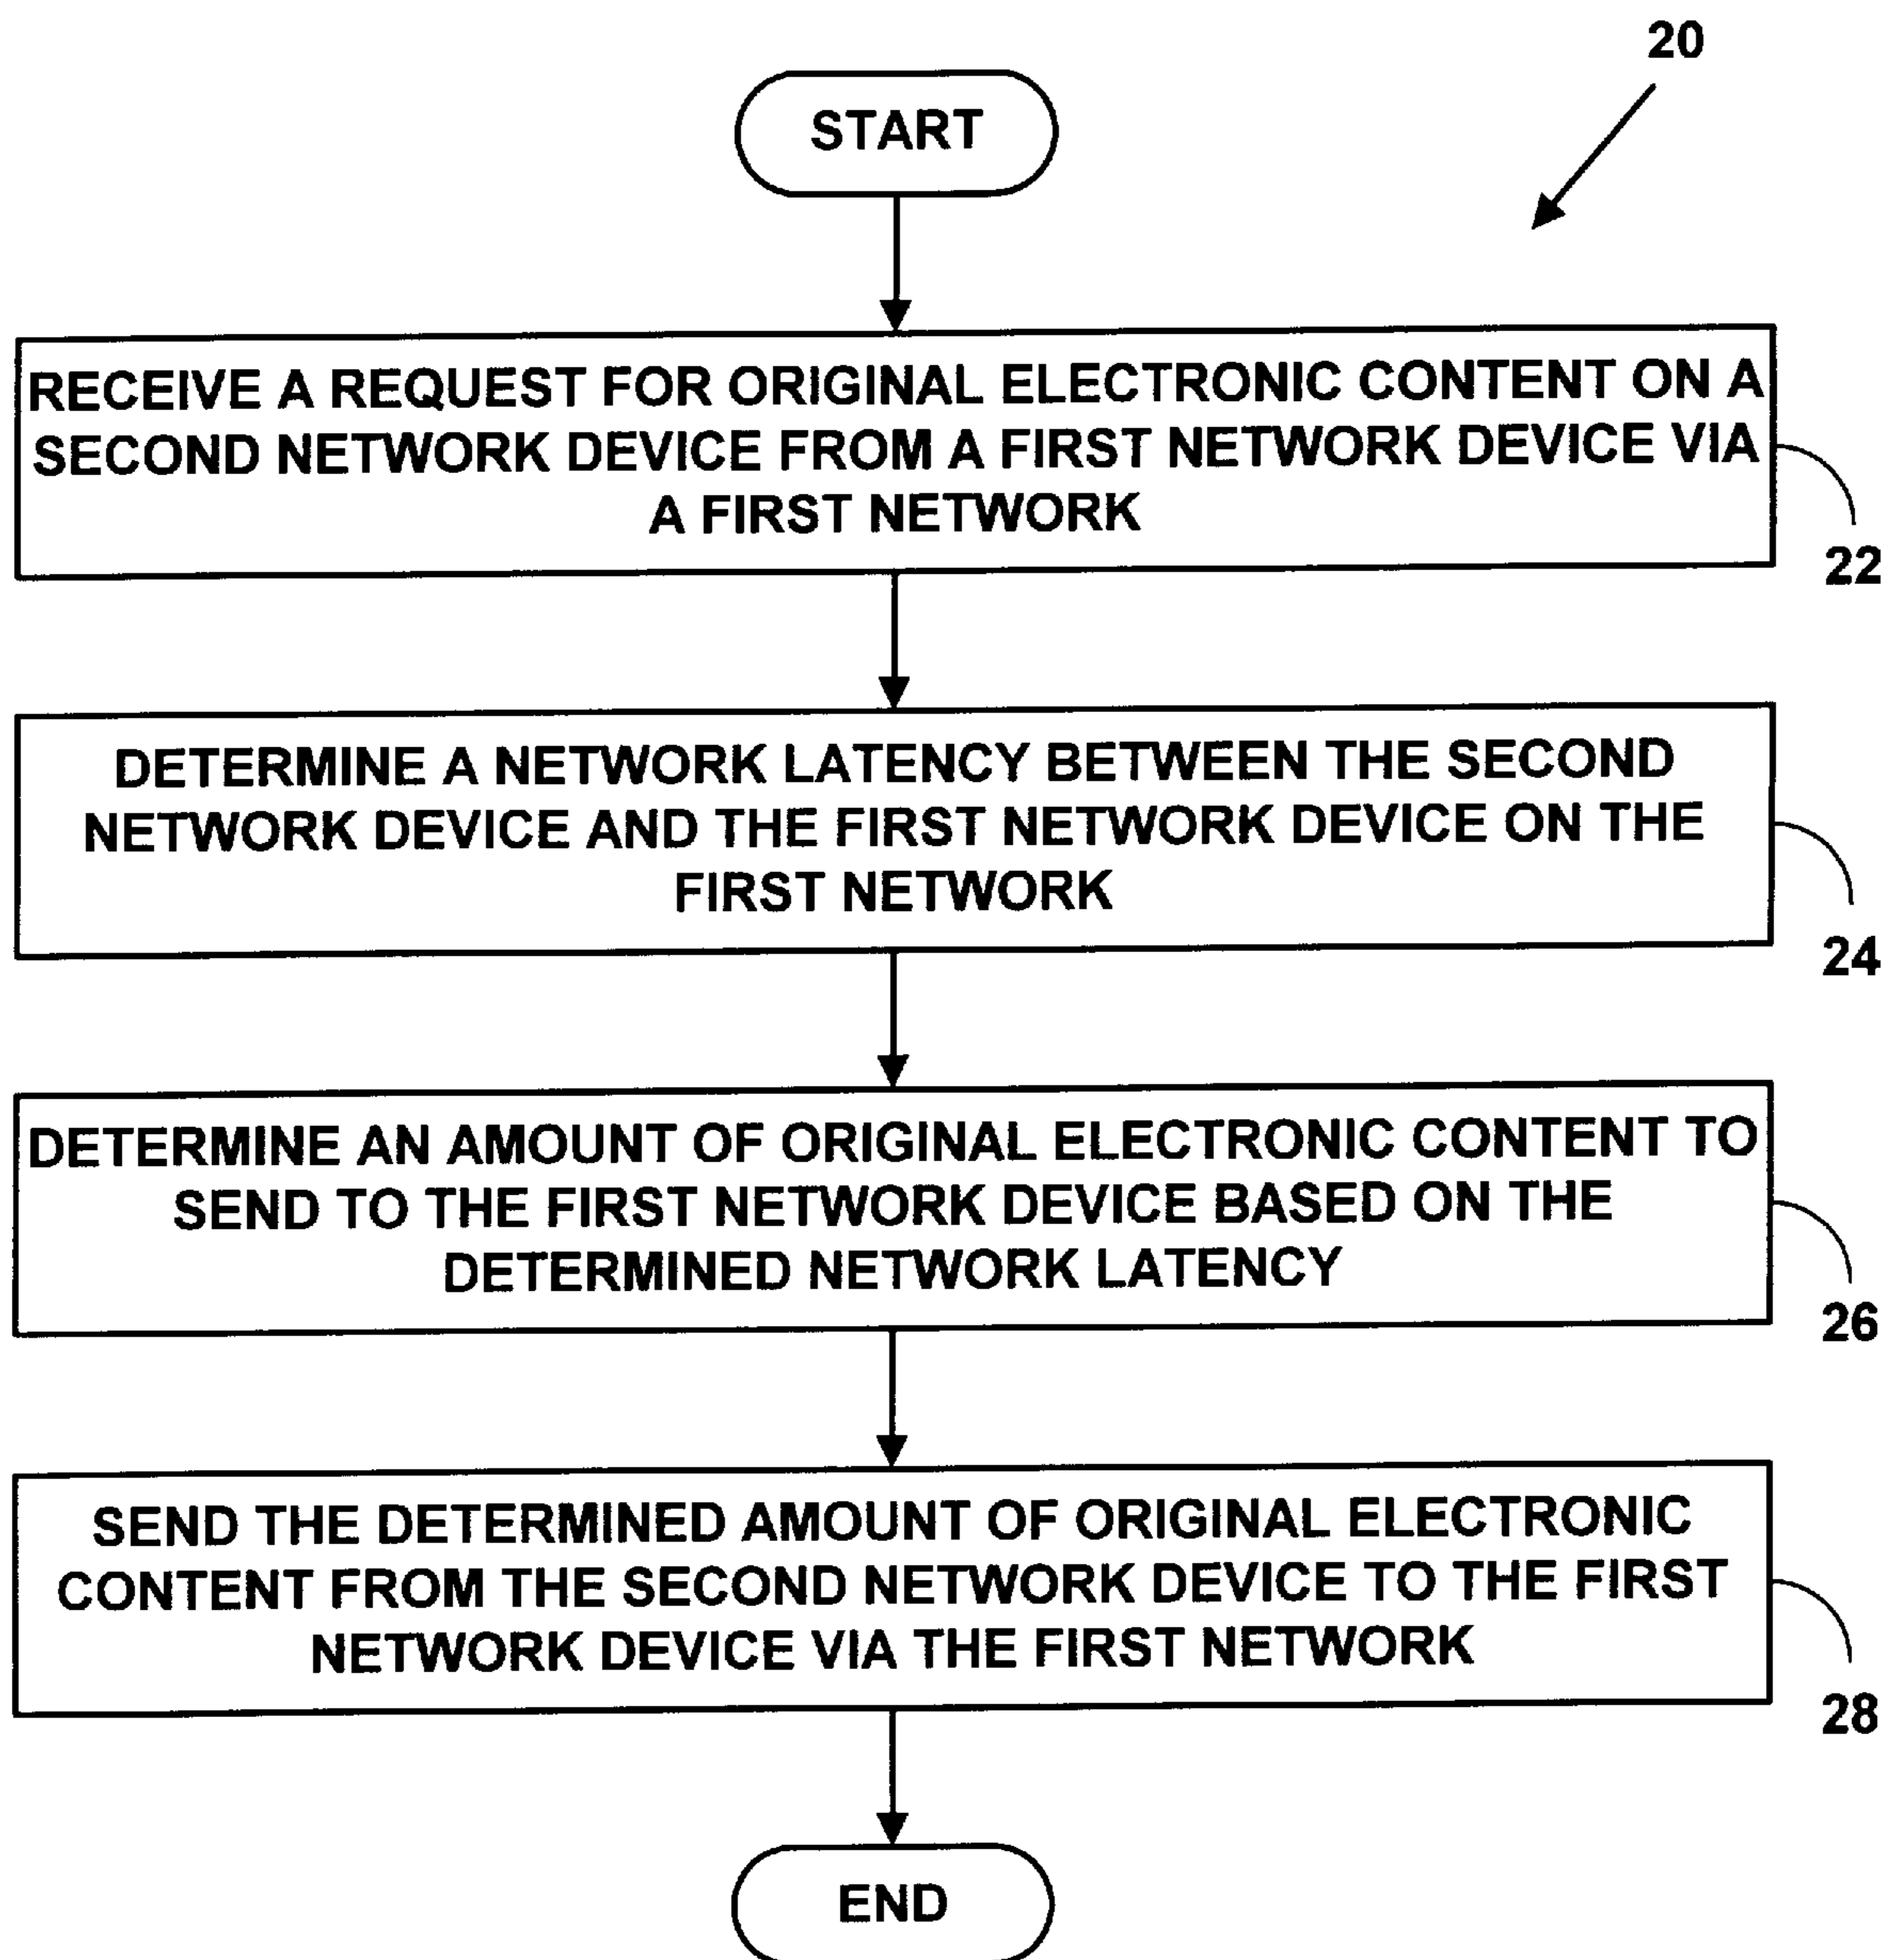 20
START
RECEIVE A REQUEST FOR ORIGINAL ELECTRONIC CONTENT ON A
SECOND NETWORK DEVICE FROM A FIRST NETWORK DEVICE VIA
A FIRST NETWORK
22
DETERMINE A NETWORK LATENCY BETWEEN THE SECOND
NETWORK DEVICE AND THE FIRST NETWORK DEVICE ON THE
FIRST NETWORK
24
DETERMINE AN AMOUNT OF ORIGINAL ELECTRONIC CONTENT TO
SEND TO THE FIRST NETWORK DEVICE BASED ON THE
DETERMINED NETWORK LATENCY
26
SEND THE DETERMINED AMOUNT OF ORIGINAL ELECTRONIC
CONTENT FROM THE SECOND NETWORK DEVICE TO THE FIRST
NETWORK DEVICE VIA THE FIRST NETWORK
28
END